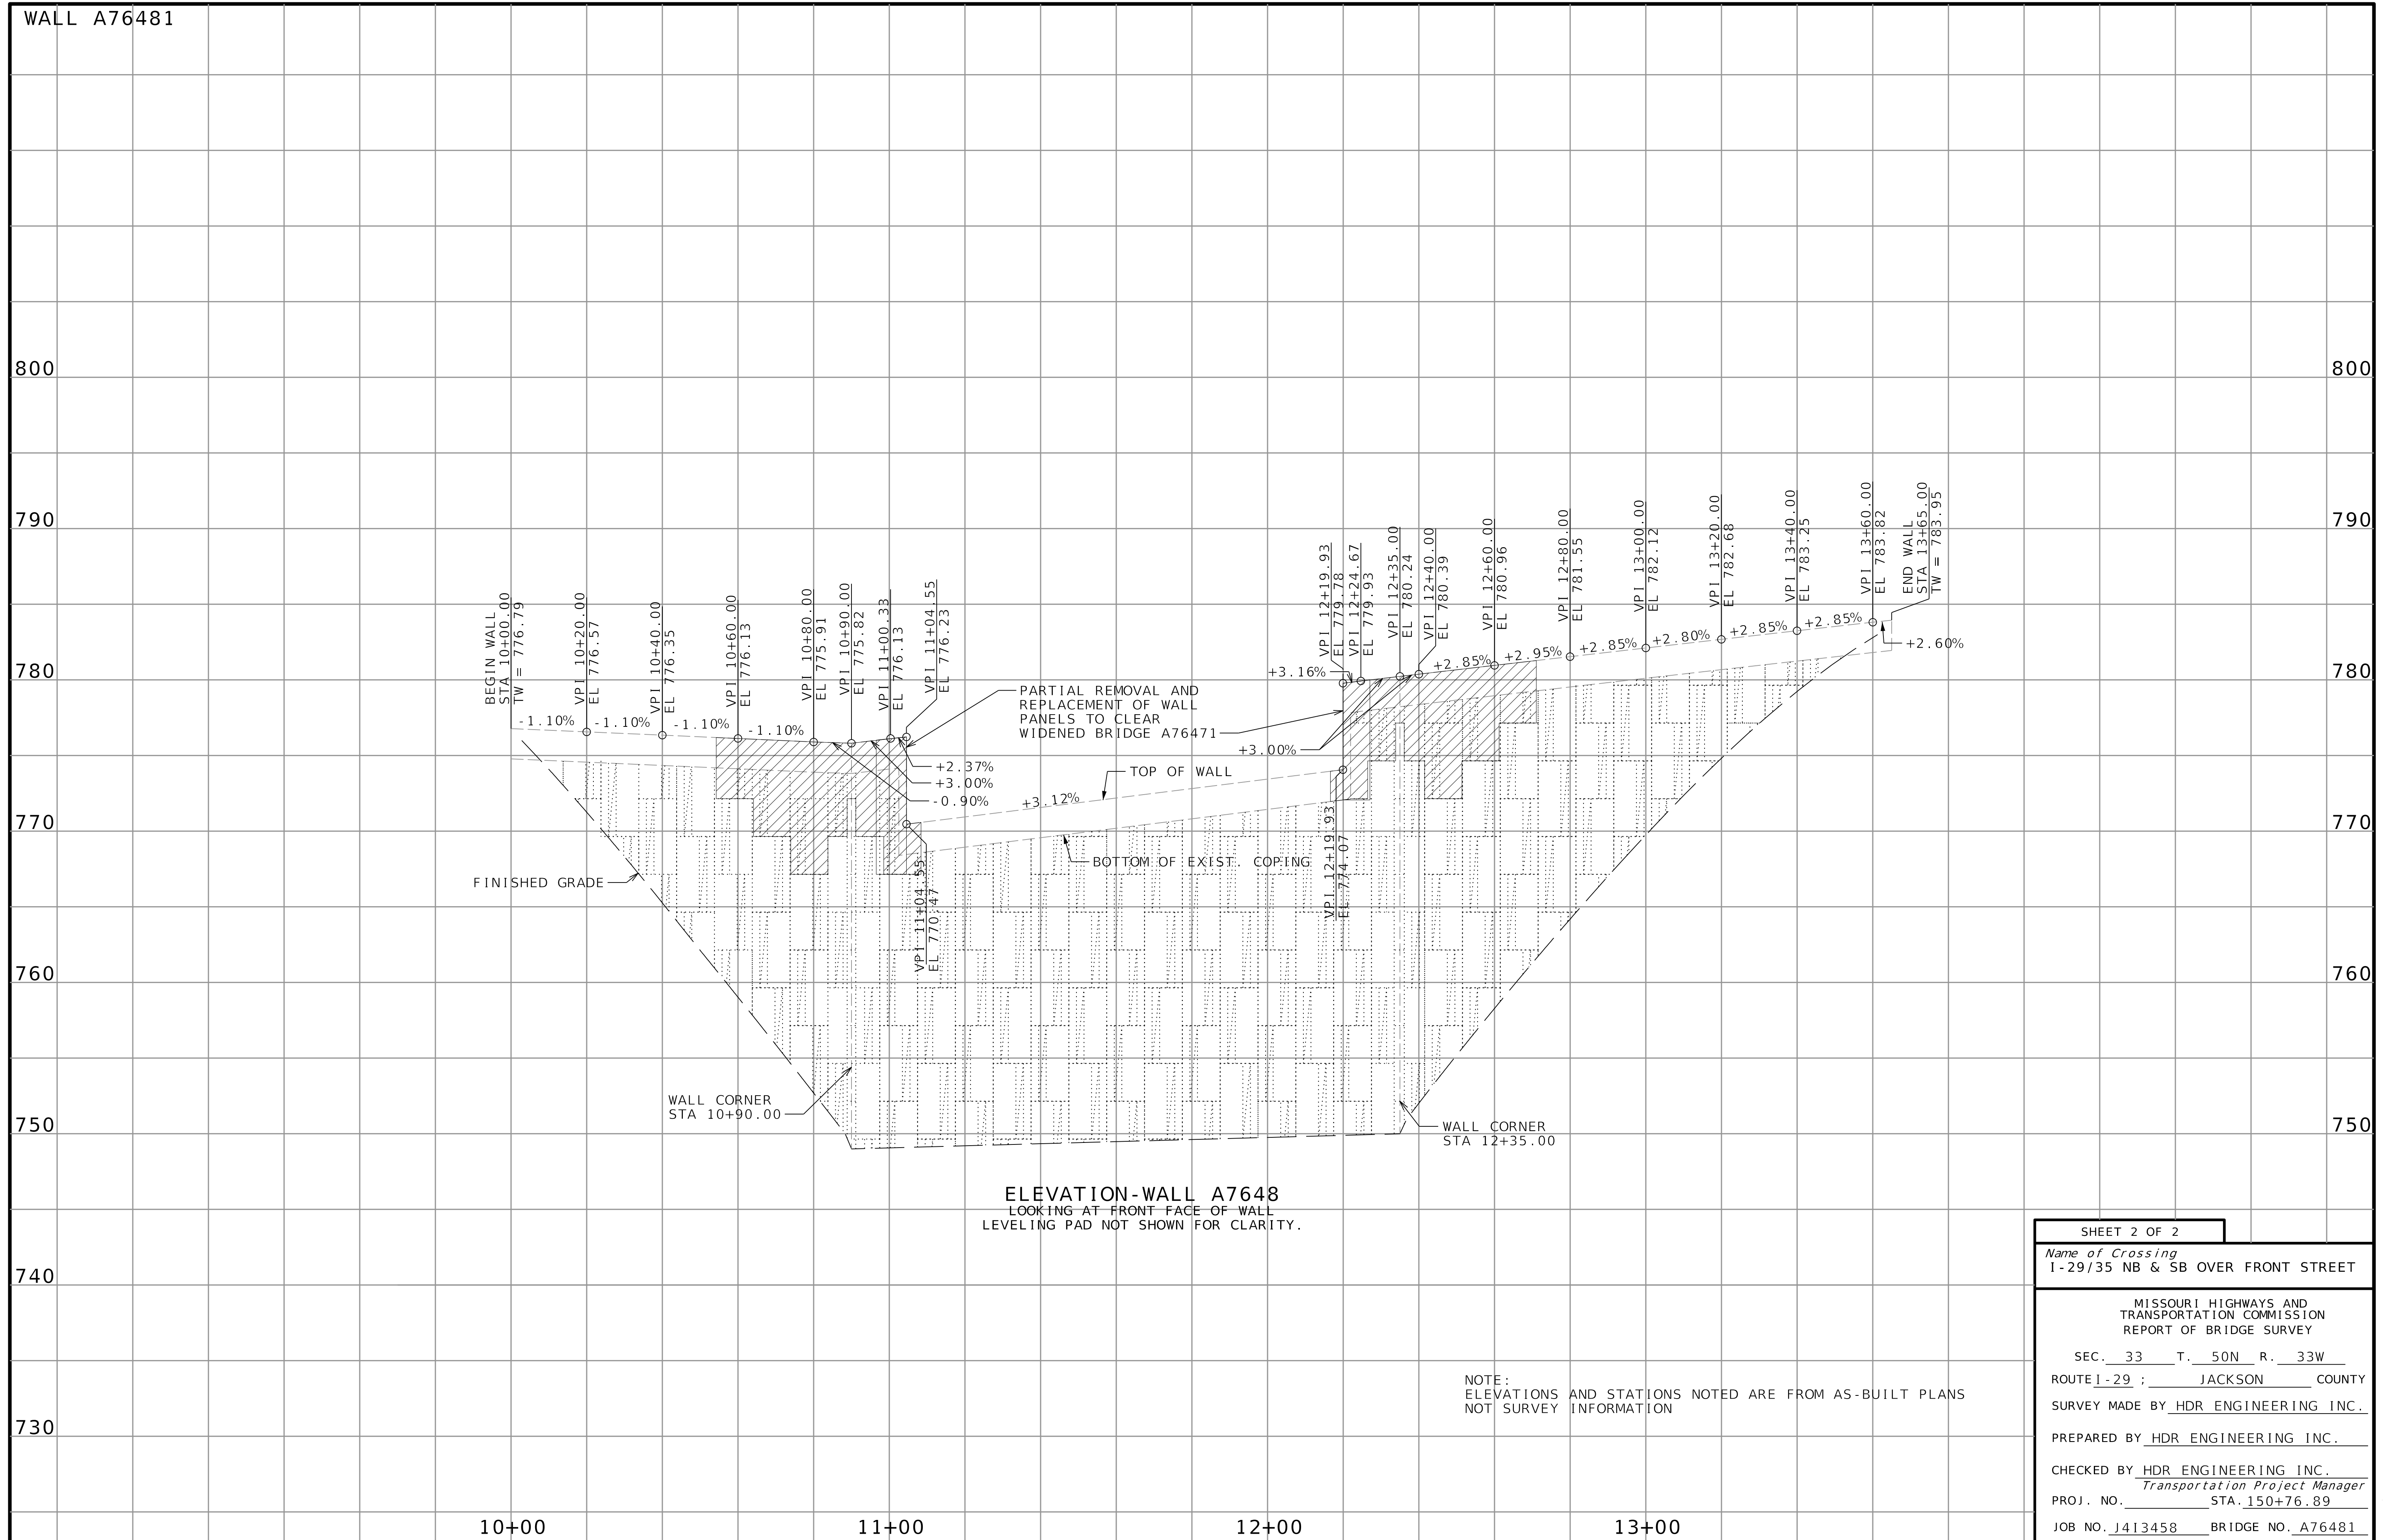 WALL A76481
800
800
790
790
780
780
770
770
760
760
750
750
740
730
BEGIN WALL
STA 10+00.00
TW = 776.79
VPI 10+20.00
EL 776.57
VPI 10+40.00
EL 776.35
VPI 10+60.00
EL 776.13
VPI 10+80.00
EL 775.91
VPI 10+90.00
EL 775.82
VPI 11+00.33
EL 776.13
VPI 11+04.55
EL 776.23
-1.10%
-1.10%
-1.10%
-1.10%
+2.37%
+3.00%
-0.90%
PARTIAL REMOVAL AND
REPLACEMENT OF WALL
PANELS TO CLEAR
WIDENED BRIDGE A76471
TOP OF WALL
+3.12%
BOTTOM OF EXIST. COPING
VPI 11+04.55
EL 770.47
VPI 12+19.93
EL 774.07
VPI 12+19.93
EL 779.78
VPI 12+24.67
EL 779.93
VPI 12+35.00
EL 780.24
VPI 12+40.00
EL 780.39
VPI 12+60.00
EL 780.96
VPI 12+80.00
EL 781.55
VPI 13+00.00
EL 782.12
VPI 13+20.00
EL 782.68
VPI 13+40.00
EL 783.25
VPI 13+60.00
EL 783.82
END WALL
STA 13+65.00
TW = 783.95
+3.16%
+3.00%
+2.85%
+2.95%
+2.85%
+2.80%
+2.85%
+2.85%
+2.60%
FINISHED GRADE
WALL CORNER
STA 10+90.00
WALL CORNER
STA 12+35.00
ELEVATION-WALL A7648
LOOKING AT FRONT FACE OF WALL
LEVELING PAD NOT SHOWN FOR CLARITY.
NOTE:
ELEVATIONS AND STATIONS NOTED ARE FROM AS-BUILT PLANS
NOT SURVEY INFORMATION
10+00
11+00
12+00
13+00
SHEET 2 OF 2
Name of Crossing
I-29/35 NB & SB OVER FRONT STREET
MISSOURI HIGHWAYS AND
TRANSPORTATION COMMISSION
REPORT OF BRIDGE SURVEY
SEC. 33 T. 50N R. 33W
ROUTE I-29 ; JACKSON COUNTY
SURVEY MADE BY HDR ENGINEERING INC.
PREPARED BY HDR ENGINEERING INC.
CHECKED BY HDR ENGINEERING INC.
Transportation Project Manager
PROJ. NO. STA. 150+76.89
JOB NO. J4I3458 BRIDGE NO. A76481